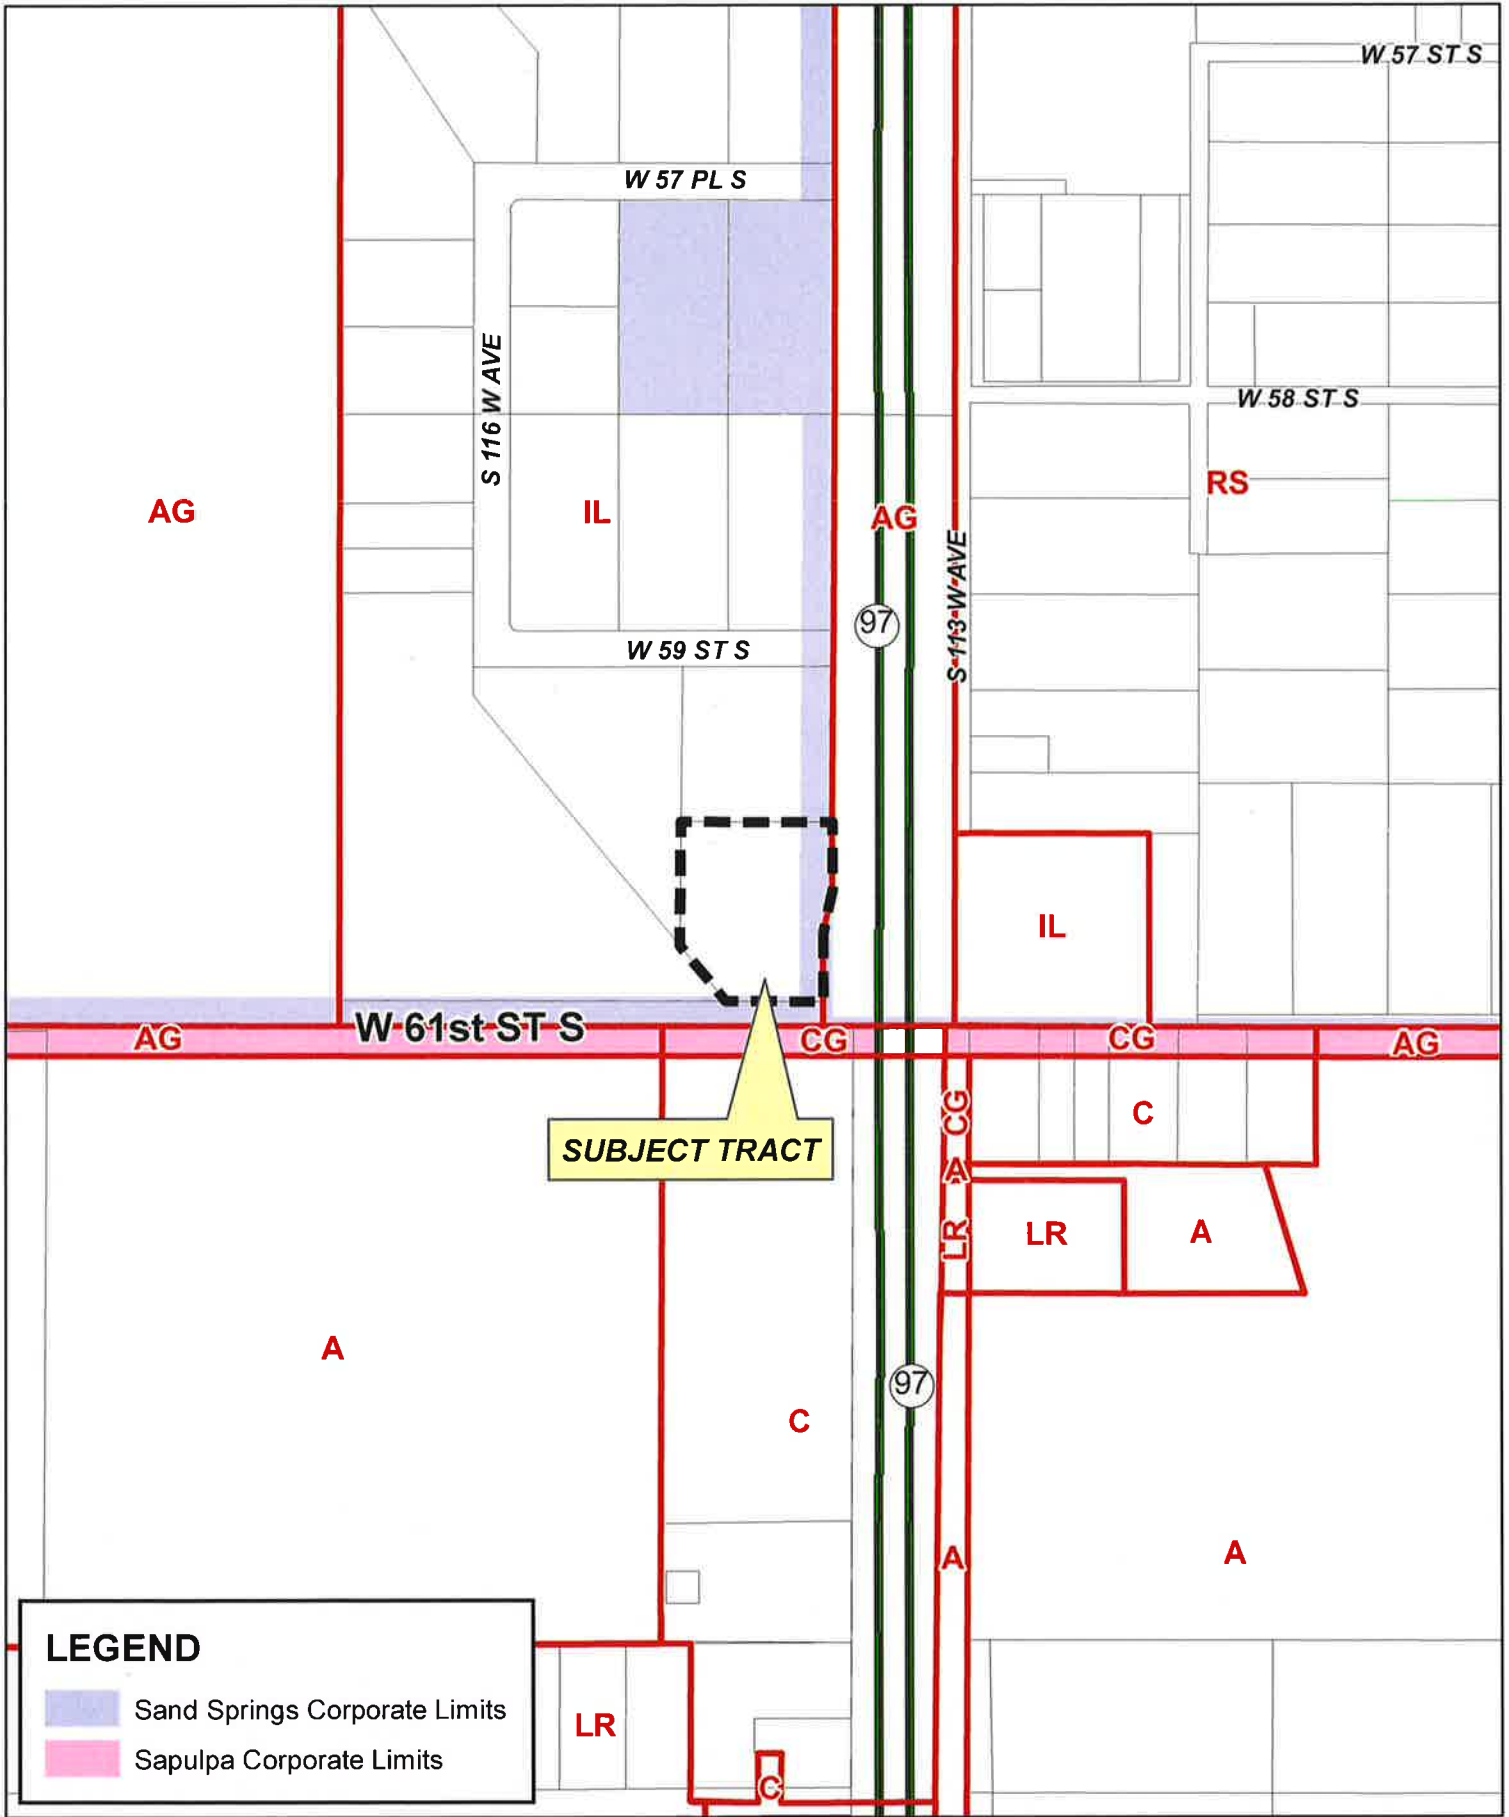 W 57 ST S
W 57 PL S
W 58 ST S
S 116 W AVE
RS
AG
IL
AG
S 113 W AVE
97
W 59 ST S
IL
W 61st ST S
AG
CG
CG
AG
CG
C
SUBJECT TRACT
A
LR
LR
A
A
97
C
A
A
LEGEND
Sand Springs Corporate Limits
Sapulpa Corporate Limits
LR
C